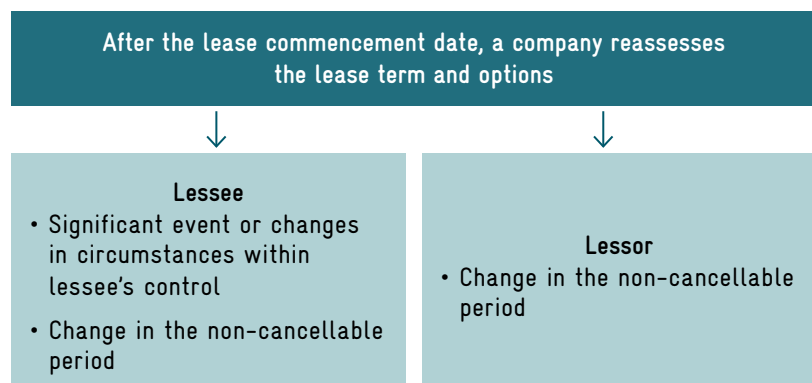 After the lease commencement date, a company reassesses
the lease term and options
Lessee
• Significant event or changes
in circumstances within
lessee's control
• Change in the non-cancellable
period
Lessor
• Change in the non-cancellable
period